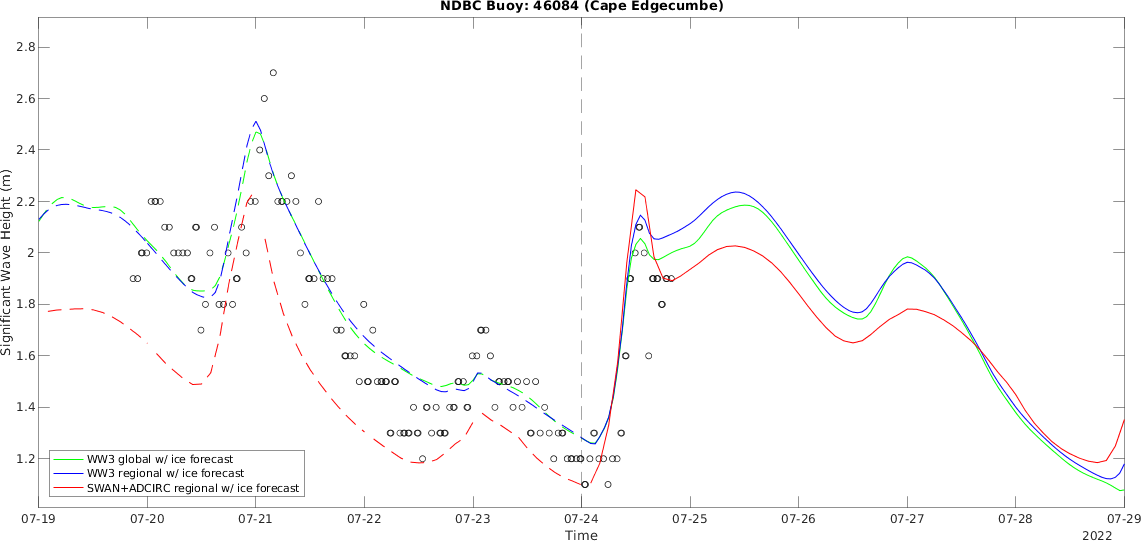 NDBC Buoy: 46084 (Cape Edgecumbe)
Significant Wave Height (m)
2.8
2.6
2.4
2.2
2
1.8
1.6
1.4
1.2
WW3 global w/ ice forecast
WW3 regional w/ ice forecast
SWAN+ADCIRC regional w/ ice forecast
07-19 07-20 07-21 07-22 07-23 07-24 07-25 07-26 07-27 07-28 07-29
Time
2022